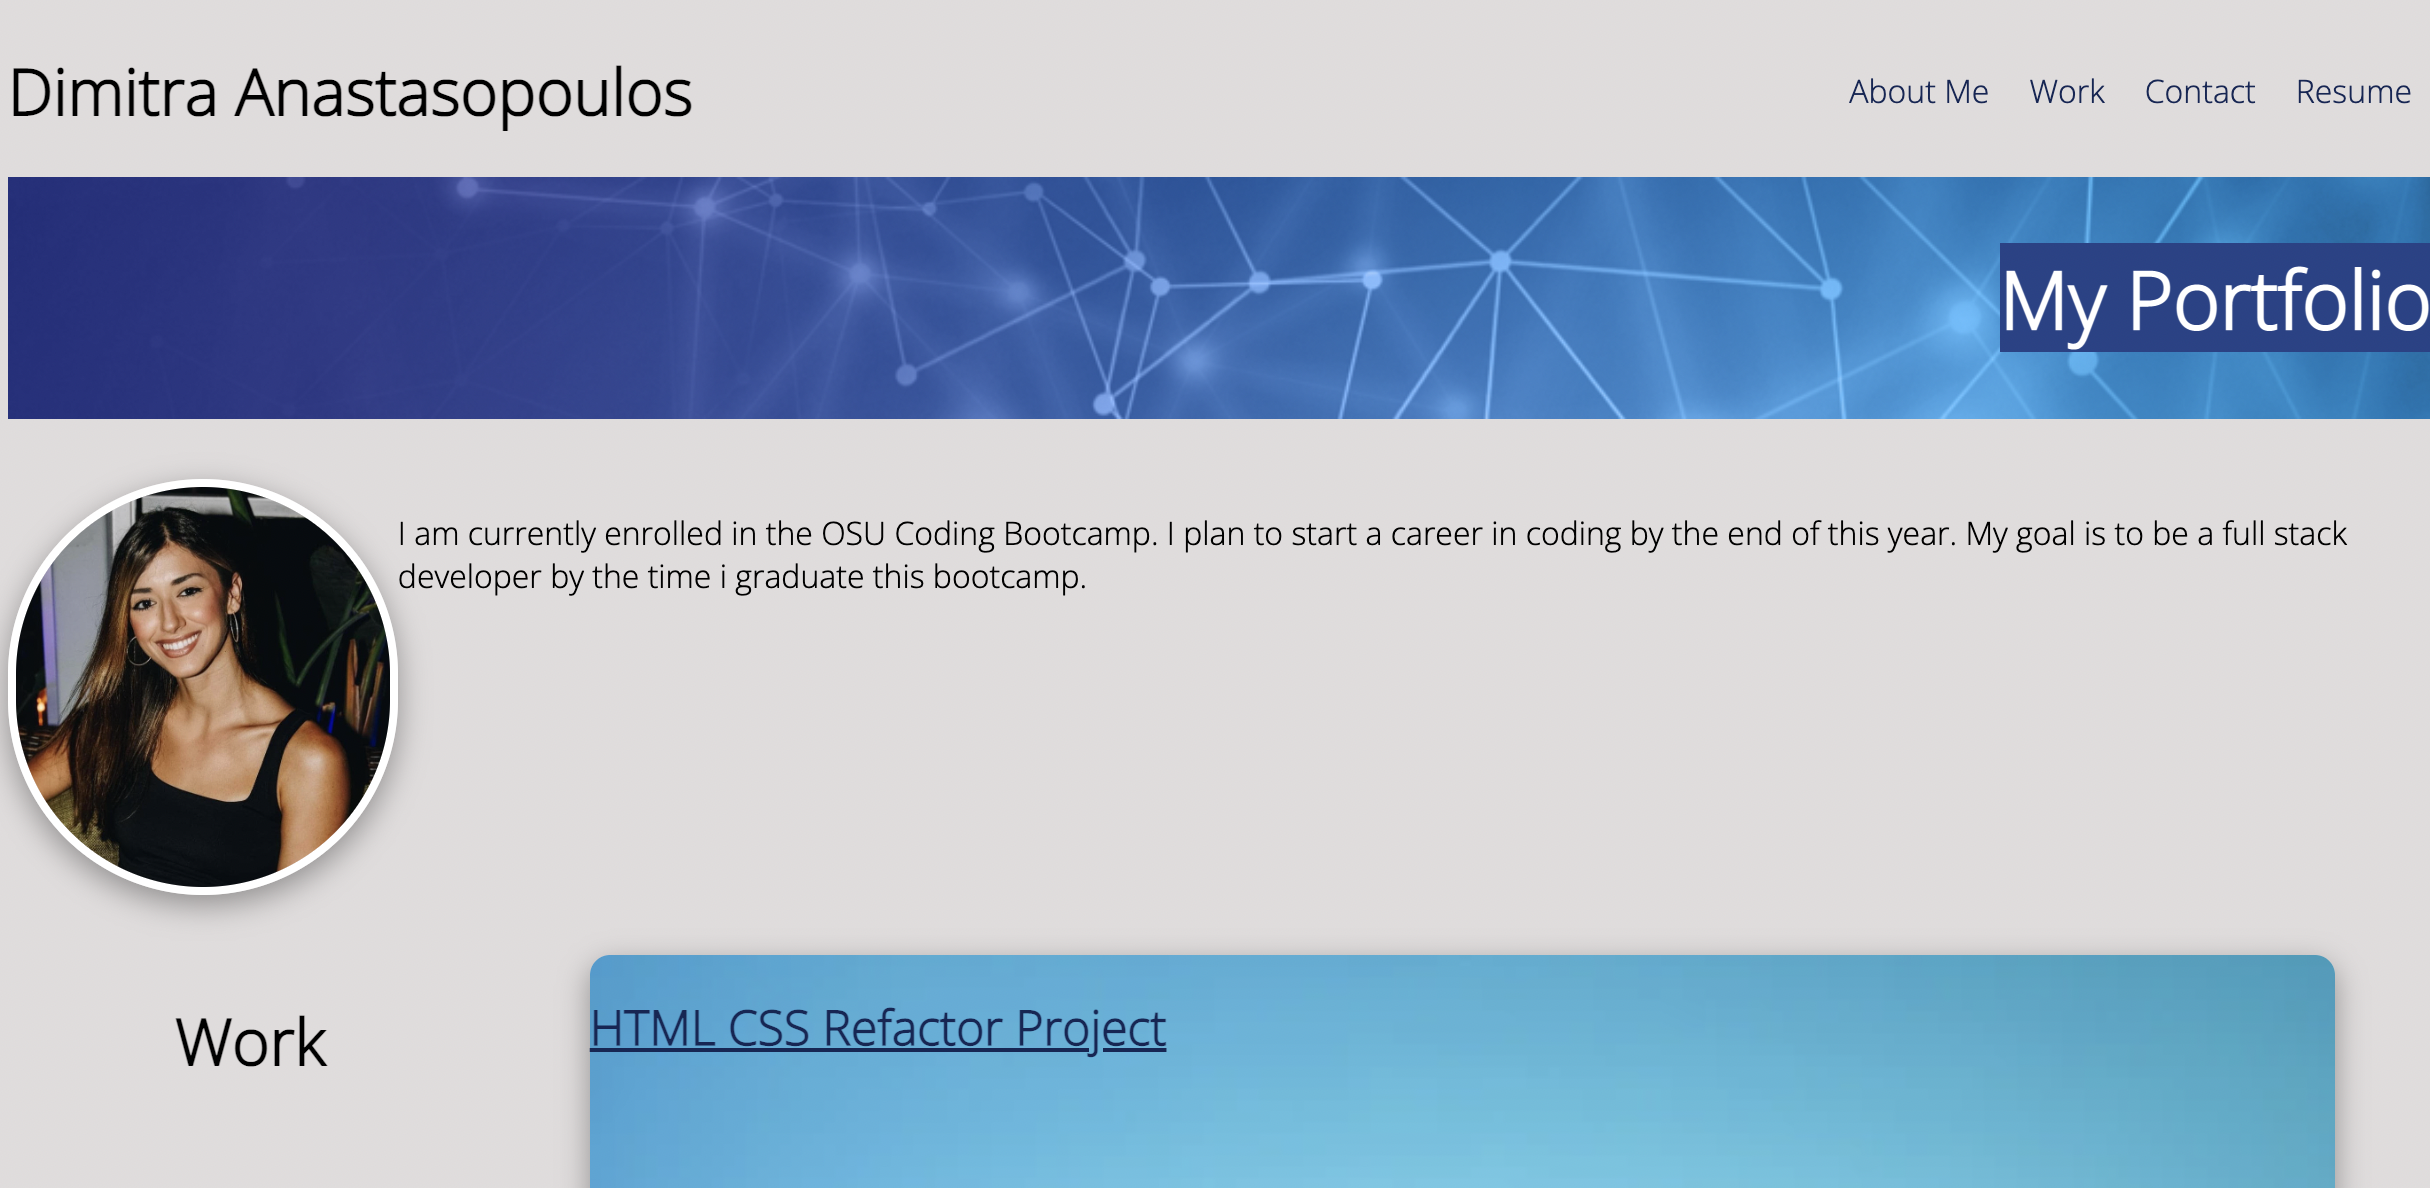 Dimitra Anastasopoulos
About Me Work Contact Resume
My Portfolio
I am currently enrolled in the OSU Coding Bootcamp. I plan to start a career in coding by the end of this year. My goal is to be a full stack
developer by the time i graduate this bootcamp.
Work
HTML CSS Refactor Project